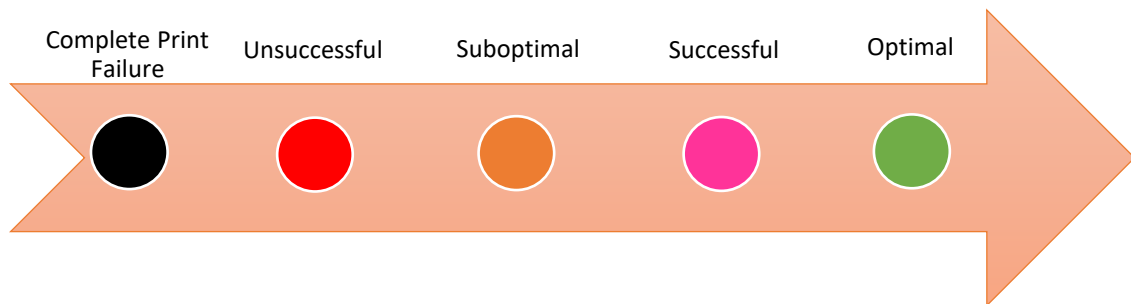 Complete Print
Failure
Unsuccessful
Suboptimal
Successful
Optimal